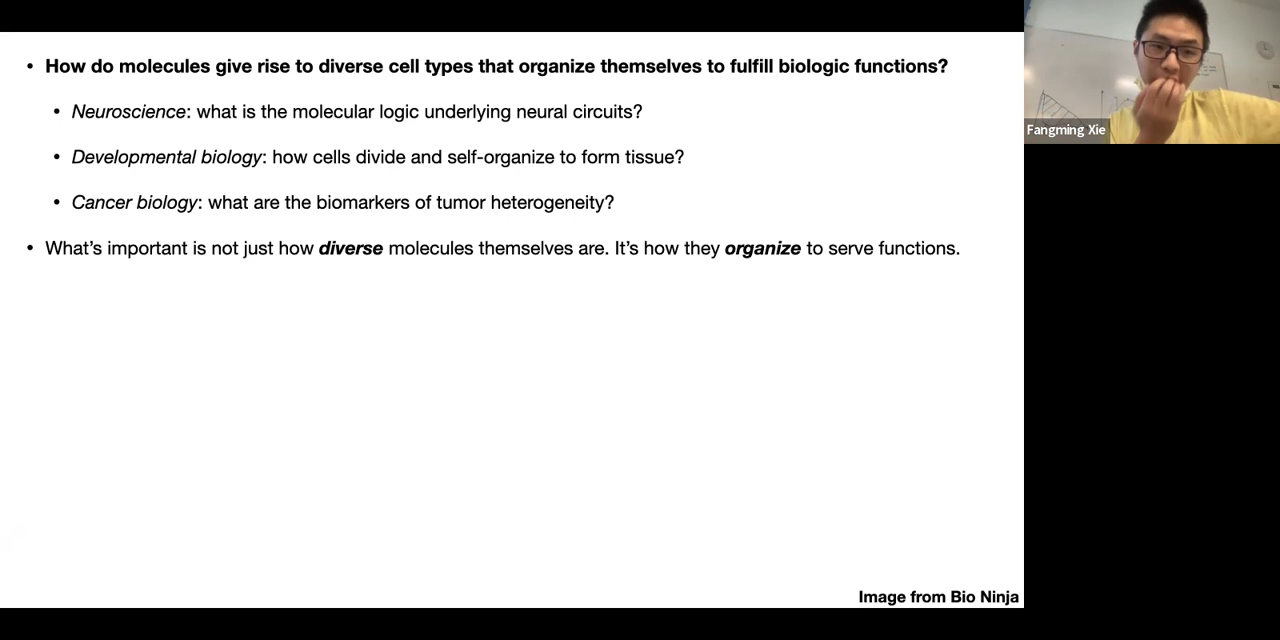 • How do molecules give rise to diverse cell types that organize themselves to fulfill biologic functions?
• Neuroscience: what is the molecular logic underlying neural circuits?
• Developmental biology: how cells divide and self-organize to form tissue?
• Cancer biology: what are the biomarkers of tumor heterogeneity?
• What’s important is not just how diverse molecules themselves are. It’s how they organize to serve functions.
Image from Bio Ninja
Fangming Xie